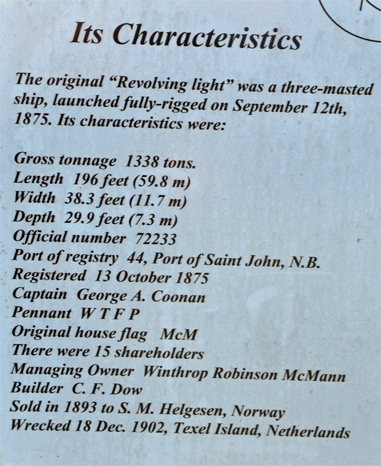 Its Characteristics
The original “Revolving light” was a three-masted
ship, launched fully-rigged on September 12th,
1875. Its characteristics were:
Gross tonnage 1338 tons.
Length 196 feet (59.8 m)
Width 38.3 feet (11.7 m)
Depth 29.9 feet (7.3 m)
Official number 72233
Port of registry 44, Port of Saint John, N.B.
Registered 13 October 1875
Captain George A. Coonan
Pennant W T F P
Original house flag McM
There were 15 shareholders
Managing Owner Winthrop Robinson McMann
Builder C. F. Dow
Sold in 1893 to S. M. Helgesen, Norway
Wrecked 18 Dec. 1902, Texel Island, Netherlands